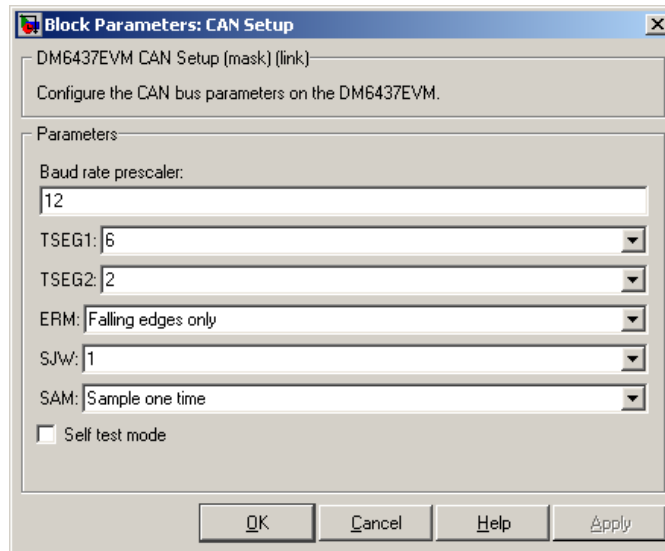 Block Parameters: CAN Setup
DM6437EVM CAN Setup (mask) (link)
Configure the CAN bus parameters on the DM6437EVM.
Parameters
Baud rate prescaler:
12
TSEG1: 6
TSEG2: 2
ERM: Falling edges only
SJW: 1
SAM: Sample one time
Self test mode
OK Cancel Help Apply